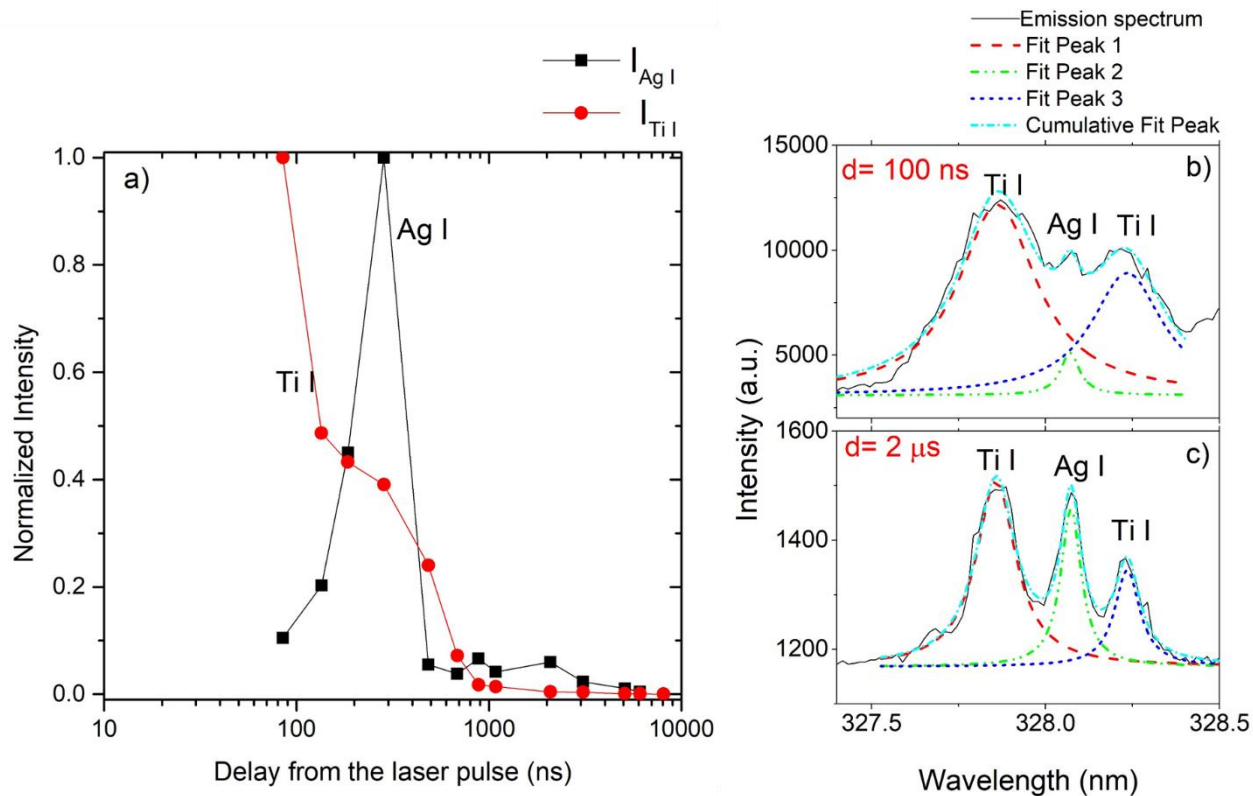 I Ag I
I Ti I
a)
Ag I
Ti I
Normalized Intensity
1.0
0.8
0.6
0.4
0.2
0.0
10
100
1000
10000
Delay from the laser pulse (ns)
Emission spectrum
Fit Peak 1
Fit Peak 2
Fit Peak 3
Cumulative Fit Peak
15000
10000
5000
d= 100 ns
b)
Ti I
Ag I
Ti I
Intensity (a.u.)
1600
1400
1200
d= 2 μs
c)
Ti I
Ag I
Ti I
327.5
328.0
328.5
Wavelength (nm)